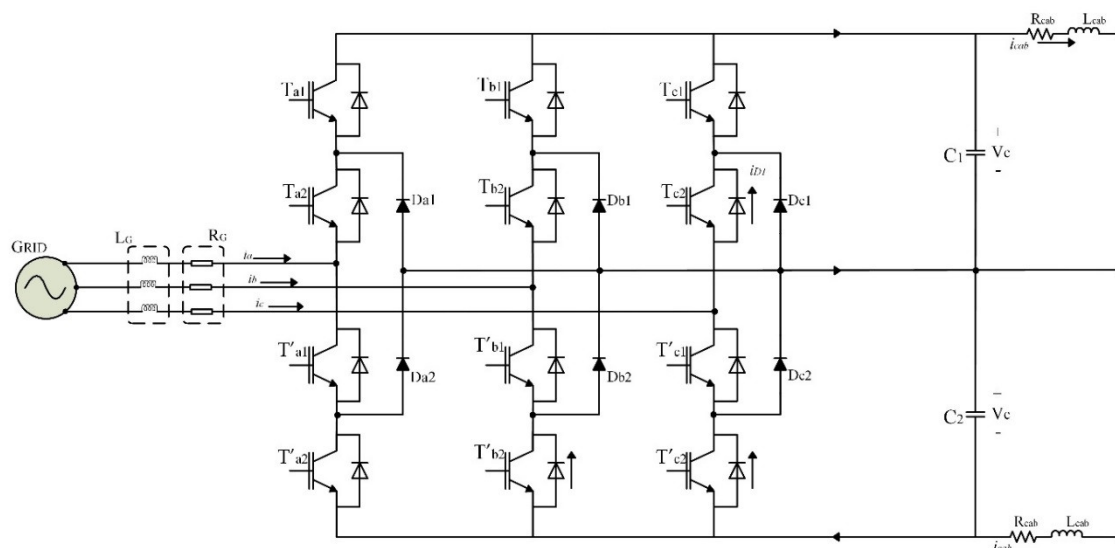 Rcab
Lcab
icab
Ta1
Tb1
Tc1
C1
Vc
Ta2
Tb2
Tc2
iD1
Da1
Db1
Dc1
GRID
LG
RG
ia
ib
ic
T'a1
T'b1
T'c1
Da2
Db2
Dc2
C2
Vc
T'a2
T'b2
T'c2
Rcab
Lcab
icab